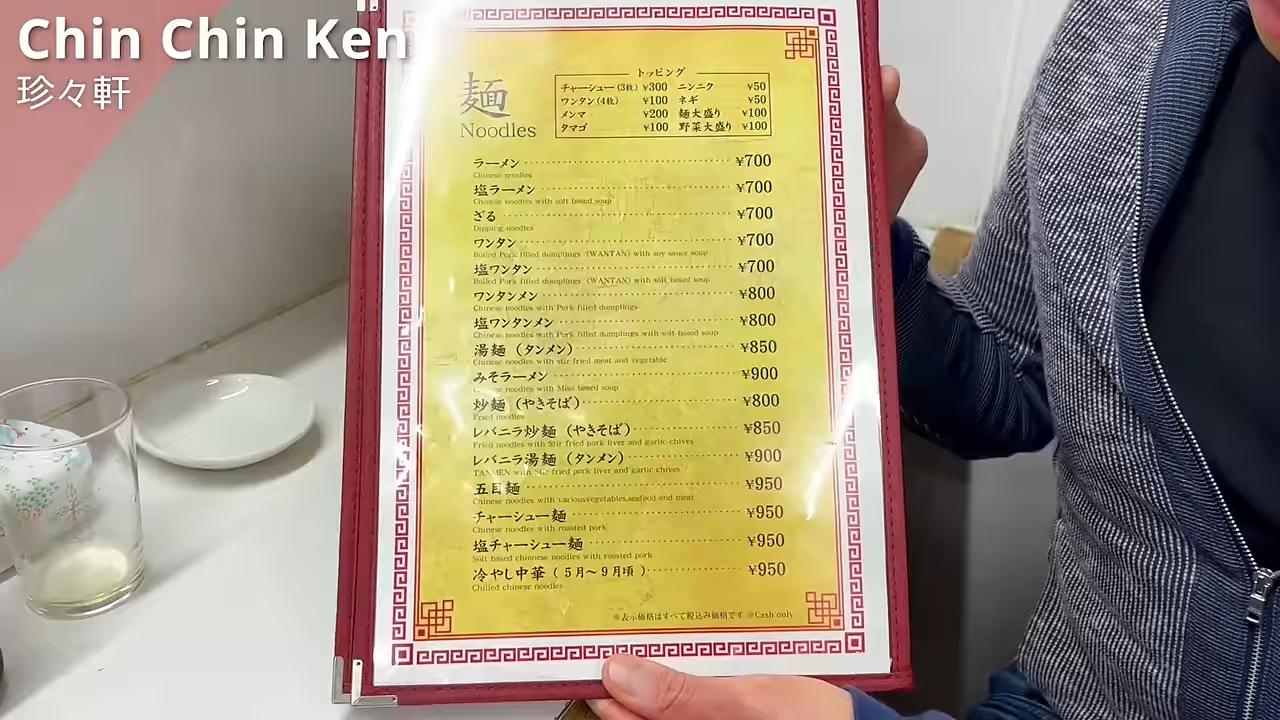 Chin Chin Ken
珍々軒
麺
Noodles
トッピング
チャーシュー(3枚) ¥300 ニンニク ¥50
ワンタン(4枚) ¥100 ネギ ¥50
メンマ ¥200 麺大盛り ¥100
タマゴ ¥100 野菜大盛り ¥100
ラーメン ¥700
Chinese noodles
塩ラーメン ¥700
Chinese noodles with solt based soup
ざる ¥700
Dipping noodles
ワンタン ¥700
Boiled Pork filled dumplings (WANTAN) with soy sauce soup
塩ワンタン ¥700
Boiled Pork filled dumplings (WANTAN) with solt based soup
ワンタンメン ¥800
Chinese noodles with Pork filled dumplings
塩ワンタンメン ¥800
Chinese noodles with Pork filled dumplings with solt based soup
湯麺（タンメン） ¥850
Chinese noodles with stir fried meat and vegetable
みそラーメン ¥900
Chinese noodles with Miso based soup
炒麺（やきそば） ¥800
Fried noodles
レバニラ炒麺（やきそば） ¥850
Fried noodles with Stir fried pork liver and garlic-chives
レバニラ湯麺（タンメン） ¥900
TANMEN with Stir fried pork liver and garlic chives
五目麺 ¥950
Chinese noodles with variousvegetables,seafood and meat
チャーシュー麺 ¥950
Chinese noodles with roasted pork
塩チャーシュー麺 ¥950
Solt based chianese noodles with roasted pork
冷やし中華（5月〜9月頃） ¥950
Chilled chinese noodles
※表示価格はすべて税込み価格です ※Cash only